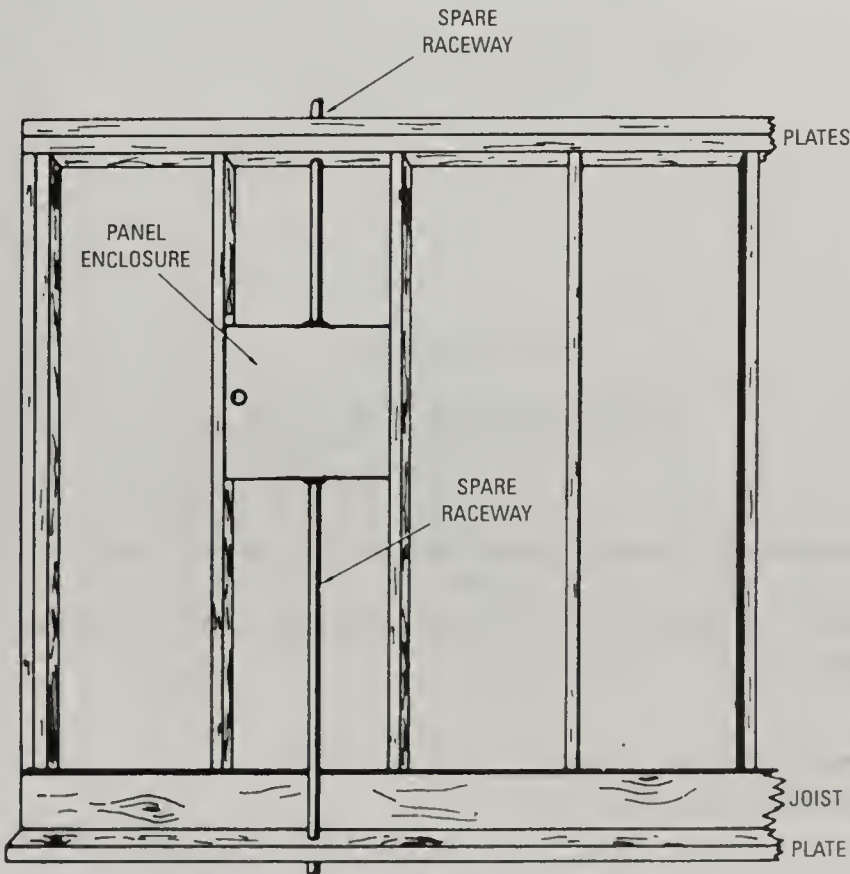 SPARE
RACEWAY
PLATES
PANEL
ENCLOSURE
SPARE
RACEWAY
JOIST
PLATE